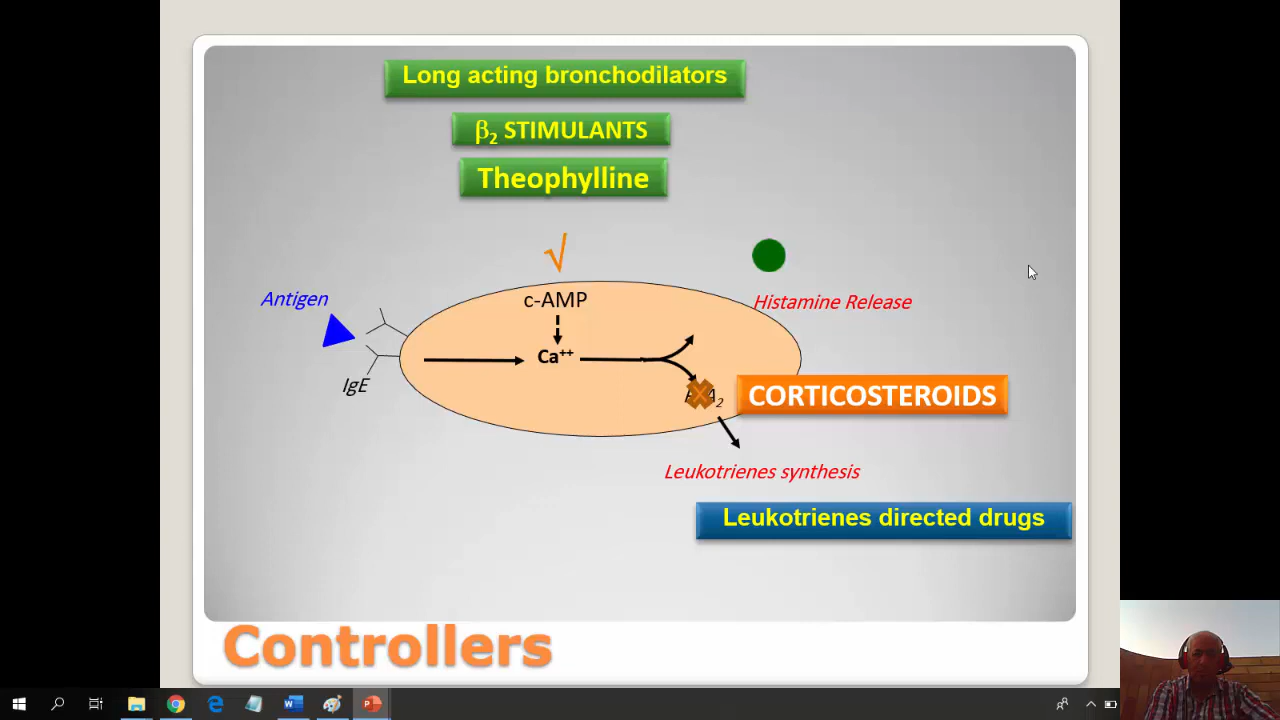 Long acting bronchodilators
β₂ STIMULANTS
Theophylline
√
Antigen
c-AMP
Histamine Release
Ca⁺⁺
IgE
CORTICOSTEROIDS
Leukotrienes synthesis
Leukotrienes directed drugs
Controllers